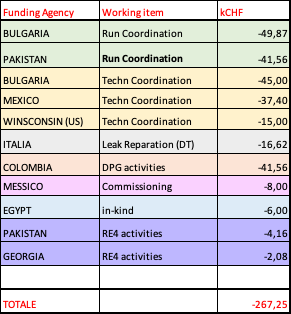 Funding Agency Working item kCHF
BULGARIA Run Coordination -49,87
PAKISTAN Run Coordination -41,56
BULGARIA Techn Coordination -45,00
MEXICO Techn Coordination -37,40
WINSCONSIN (US) Techn Coordination -15,00
ITALIA Leak Reparation (DT) -16,62
COLOMBIA DPG activities -41,56
MESSICO Commissioning -8,00
EGYPT in-kind -6,00
PAKISTAN RE4 activities -4,16
GEORGIA RE4 activities -2,08
TOTALE -267,25